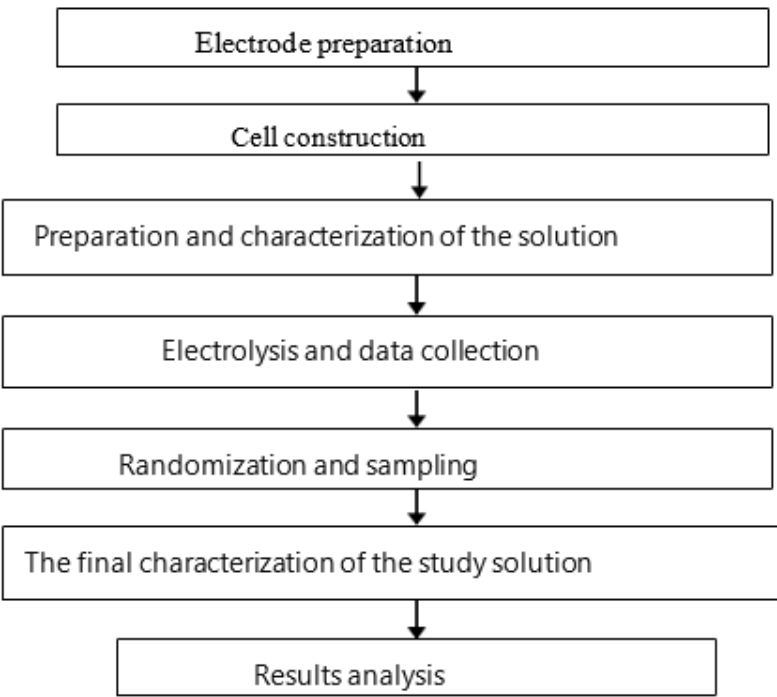 Electrode preparation
Cell construction
Preparation and characterization of the solution
Electrolysis and data collection
Randomization and sampling
The final characterization of the study solution
Results analysis